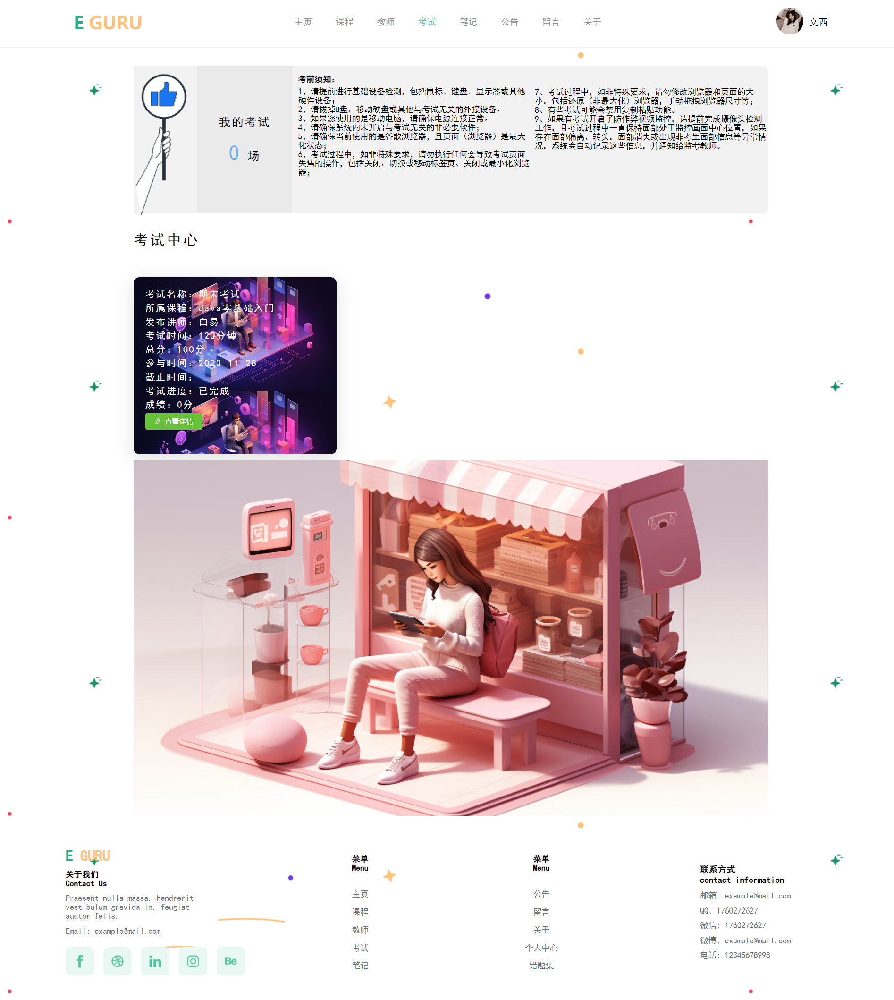 E GURU
主页 课程 教师 考试 笔记 公告 留言 关于
文西
我的考试
0 场
考前须知：
1、请提前进行基础设备检测，包括鼠标、键盘、显示器或其他
硬件设备；
2、请拔掉U盘、移动硬盘或其他与考试无关的外接设备。
3、如果您使用的是移动电脑，请确保电源连接正常。
4、请确保系统内未开启与考试无关的非必要软件；
5、请确保当前使用的是谷歌浏览器，且页面（浏览器）是最大
化状态；
6、考试过程中，如非特殊要求，请勿执行任何会导致考试页面
失焦的操作，包括关闭、切换或移动标签页、关闭或最小化浏览
器；
7、考试过程中，如非特殊要求，请勿修改浏览器和页面的大
小，包括还原（非最大化）浏览器，手动拖拽浏览器尺寸等；
8、有些考试可能会禁用复制粘贴功能。
9、如果有考试开启了防作弊视频监控，请提前完成摄像头检测
工作，且考试过程中一直保持面部处于监控画面中心位置，如果
存在面部偏离、转头，面部消失或出现非考生面部信息等异常情
况，系统会自动记录这些信息，并通知给监考教师。
考试中心
考试名称：期末考试
所属课程：Java零基础入门
发布讲师：白易
考试时间：120分钟
总分：100分
参与时间：2023-11-28
截止时间：
考试进度：已完成
成绩：0分
查看详情
E GURU
关于我们
Contact Us
Praesent nulla massa, hendrerit
vestibulum gravida in, feugiat
auctor felis.
Email: example@mail.com
f
in
Bē
菜单
Menu
主页
课程
教师
考试
笔记
菜单
Menu
公告
留言
关于
个人中心
错题集
联系方式
contact information
邮箱: example@mail.com
QQ: 1760272627
微信: 1760272627
微博: example@mail.com
电话: 12345678998